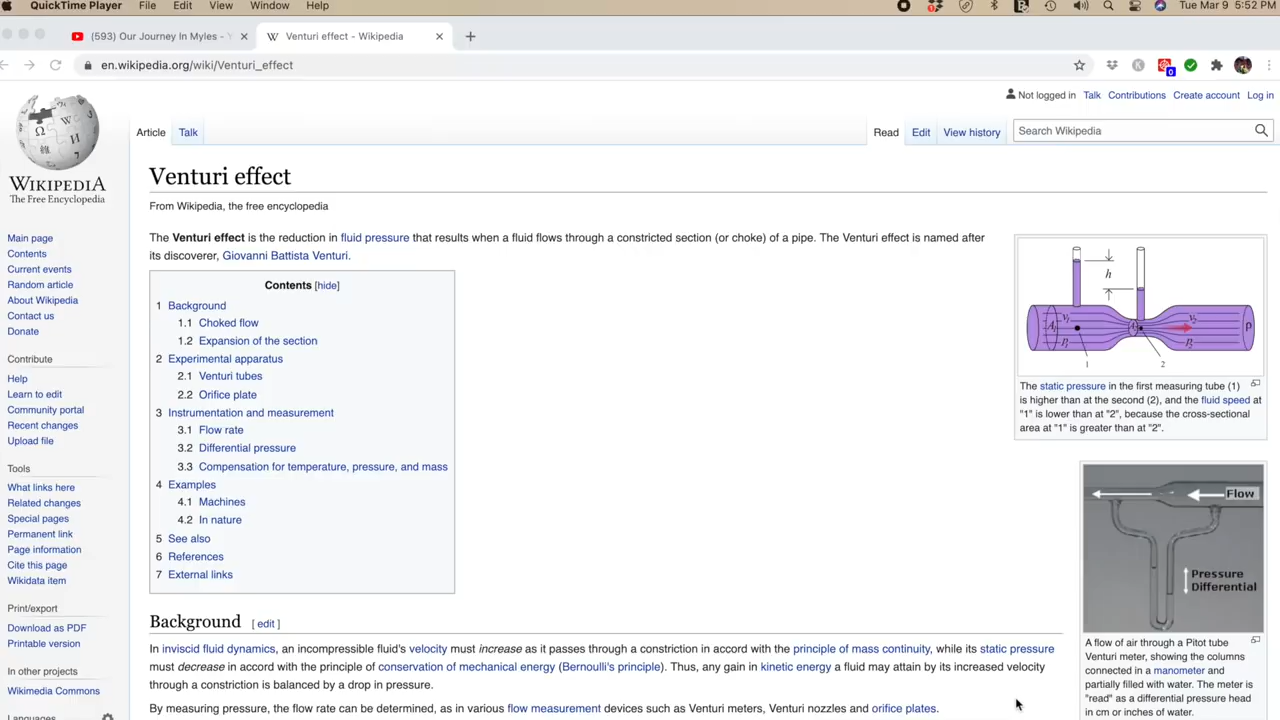 QuickTime Player File Edit View Window Help
Tue Mar 9 5:52 PM
(593) Our Journey In Myles -
Venturi effect - Wikipedia
en.wikipedia.org/wiki/Venturi_effect
0
Not logged in Talk Contributions Create account Log in
Article Talk
Read Edit View history
Search Wikipedia
WIKIPEDIA
The Free Encyclopedia
Main page
Contents
Current events
Random article
About Wikipedia
Contact us
Donate
Contribute
Help
Learn to edit
Community portal
Recent changes
Upload file
Tools
What links here
Related changes
Special pages
Permanent link
Page information
Cite this page
Wikidata item
Print/export
Download as PDF
Printable version
In other projects
Wikimedia Commons
Languages
Venturi effect
From Wikipedia, the free encyclopedia
The Venturi effect is the reduction in fluid pressure that results when a fluid flows through a constricted section (or choke) of a pipe. The Venturi effect is named after
its discoverer, Giovanni Battista Venturi.
Contents [hide]
1 Background
1.1 Choked flow
1.2 Expansion of the section
2 Experimental apparatus
2.1 Venturi tubes
2.2 Orifice plate
3 Instrumentation and measurement
3.1 Flow rate
3.2 Differential pressure
3.3 Compensation for temperature, pressure, and mass
4 Examples
4.1 Machines
4.2 In nature
5 See also
6 References
7 External links
Background [ edit ]
In inviscid fluid dynamics, an incompressible fluid's velocity must increase as it passes through a constriction in accord with the principle of mass continuity, while its static pressure
must decrease in accord with the principle of conservation of mechanical energy (Bernoulli's principle). Thus, any gain in kinetic energy a fluid may attain by its increased velocity
through a constriction is balanced by a drop in pressure.
By measuring pressure, the flow rate can be determined, as in various flow measurement devices such as Venturi meters, Venturi nozzles and orifice plates.
h
1 2
The static pressure in the first measuring tube (1)
is higher than at the second (2), and the fluid speed at
"1" is lower than at "2", because the cross-sectional
area at "1" is greater than at "2".
Flow
Pressure
Differential
A flow of air through a Pitot tube
Venturi meter, showing the columns
connected in a manometer and
partially filled with water. The meter is
"read" as a differential pressure head
in cm or inches of water.